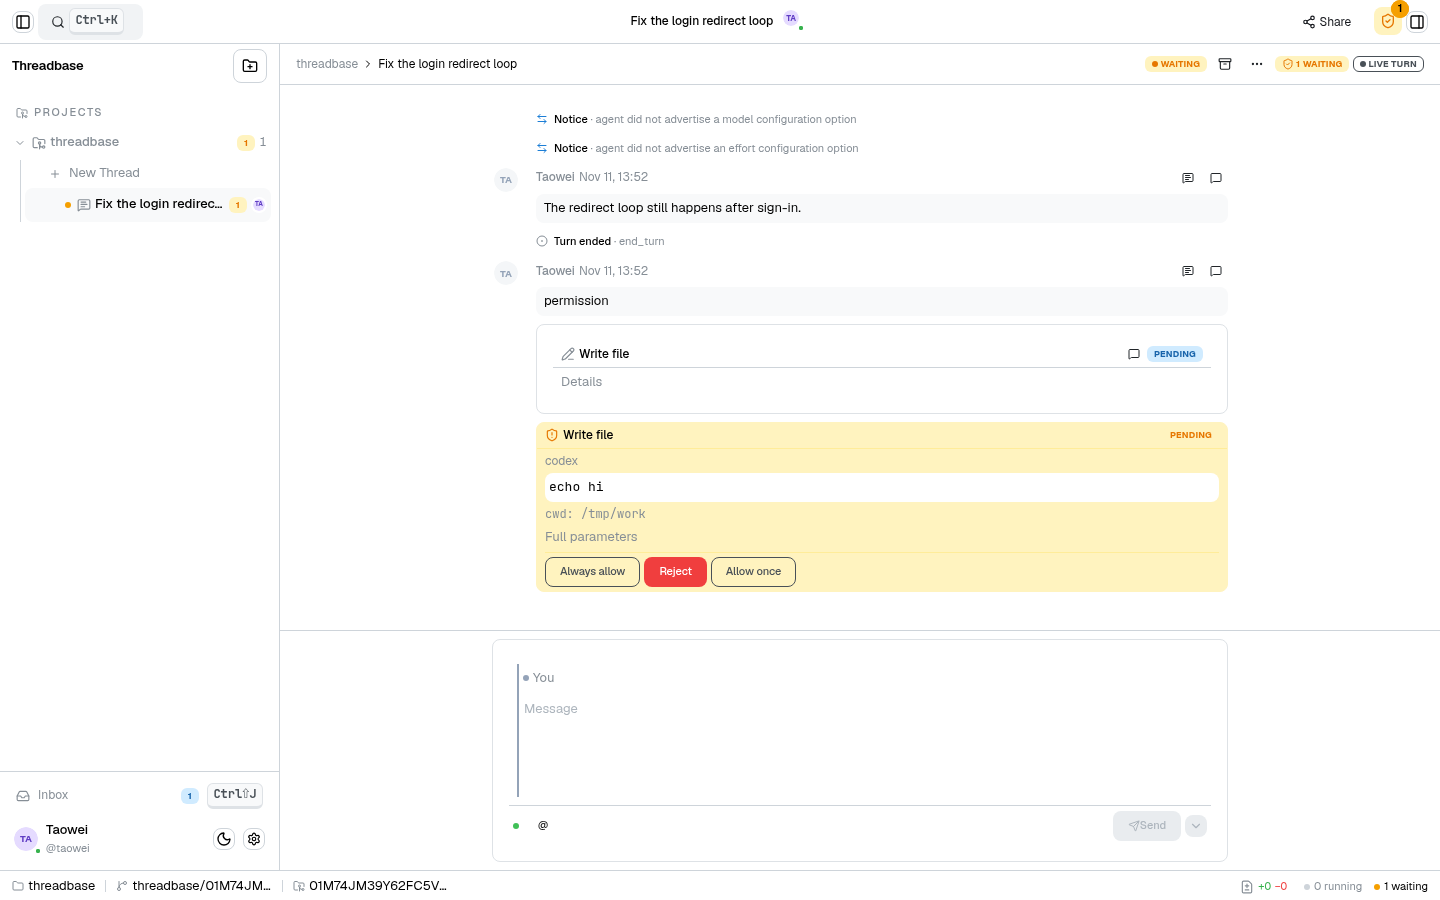 Ctrl+K
Fix the login redirect loop
TA
Share
1
Threadbase
threadbase
Fix the login redirect loop
WAITING
1 WAITING
LIVE TURN
PROJECTS
threadbase
1
1
New Thread
Fix the login redirec...
1
TA
Notice · agent did not advertise a model configuration option
Notice · agent did not advertise an effort configuration option
TA
Taowei Nov 11, 13:52
The redirect loop still happens after sign-in.
Turn ended · end_turn
TA
Taowei Nov 11, 13:52
permission
Write file
PENDING
Details
Write file
PENDING
codex
echo hi
cwd: /tmp/work
Full parameters
Always allow
Reject
Allow once
You
Message
@
Send
Inbox
1
Ctrl⇧J
TA
Taowei
@taowei
threadbase
threadbase/01M74JM...
01M74JM39Y62FC5V...
+0 −0
0 running
1 waiting